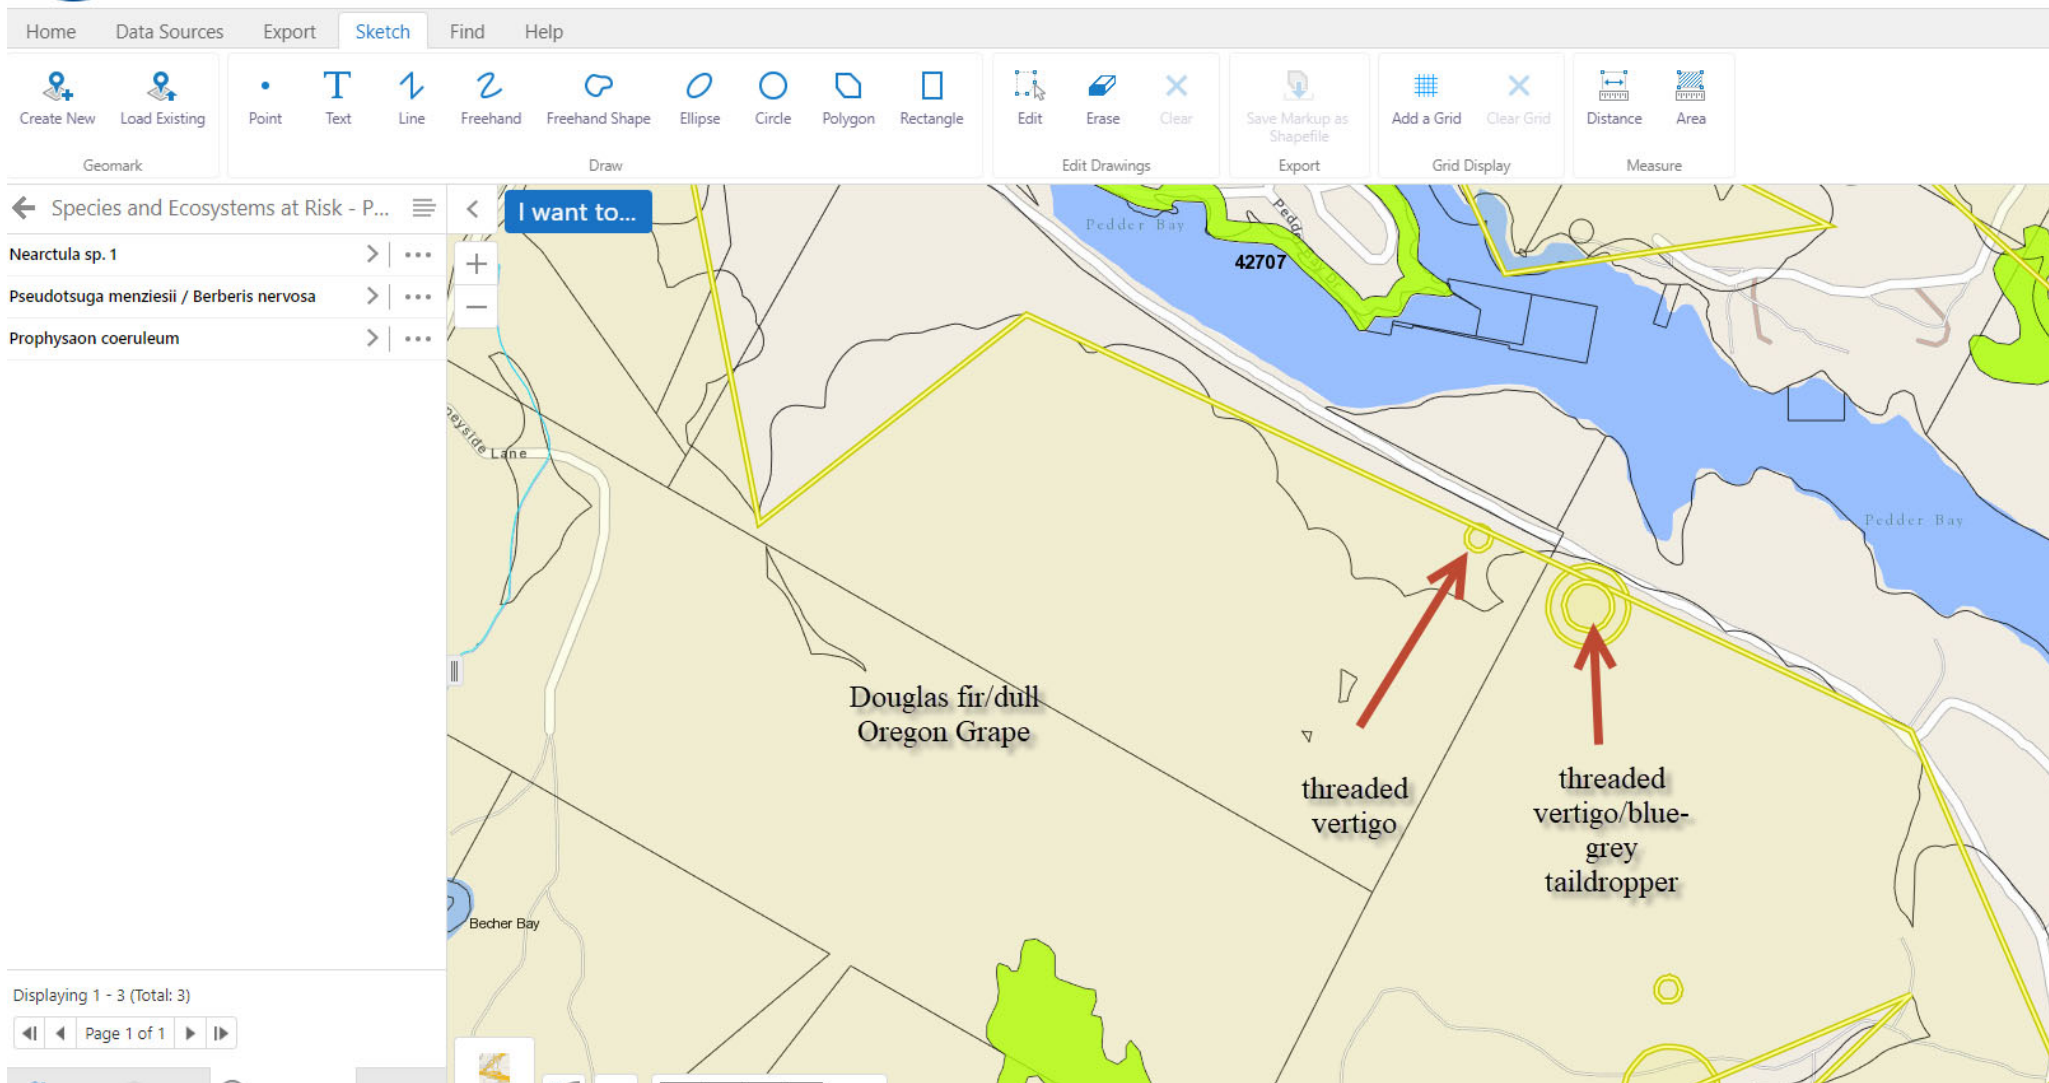 Home Data Sources Export Sketch Find Help
Create New Load Existing Point Text Line Freehand Freehand Shape Ellipse Circle Polygon Rectangle Edit Erase Clear Save Markup as Shapefile Add a Grid Clear Grid Distance Area
Geomark Draw Edit Drawings Export Grid Display Measure
Species and Ecosystems at Risk - P...
I want to...
Nearctula sp. 1
Pseudotsuga menziesii / Berberis nervosa
Prophysaon coeruleum
Displaying 1 - 3 (Total: 3)
Page 1 of 1
Pedder Bay
42707
Pedder Bay Dr
Lane
Pedder Bay
Douglas fir/dull
Oregon Grape
threaded
vertigo
threaded
vertigo/blue-
grey
taildropper
Becher Bay